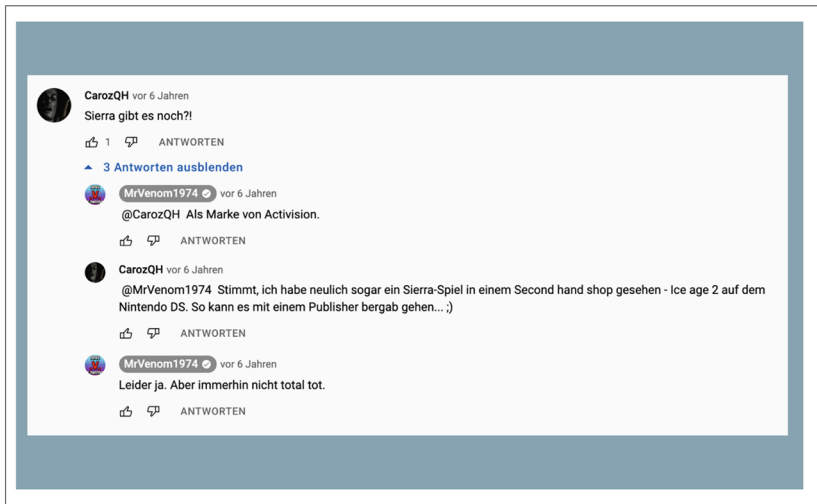 CarozQH vor 6 Jahren
Sierra gibt es noch?!
1 ANTWORTEN
3 Antworten ausblenden
MrVenom1974 vor 6 Jahren
@CarozQH Als Marke von Activision.
ANTWORTEN
CarozQH vor 6 Jahren
@MrVenom1974 Stimmt, ich habe neulich sogar ein Sierra-Spiel in einem Second hand shop gesehen - Ice age 2 auf dem
Nintendo DS. So kann es mit einem Publisher bergab gehen... ;)
ANTWORTEN
MrVenom1974 vor 6 Jahren
Leider ja. Aber immerhin nicht total tot.
ANTWORTEN